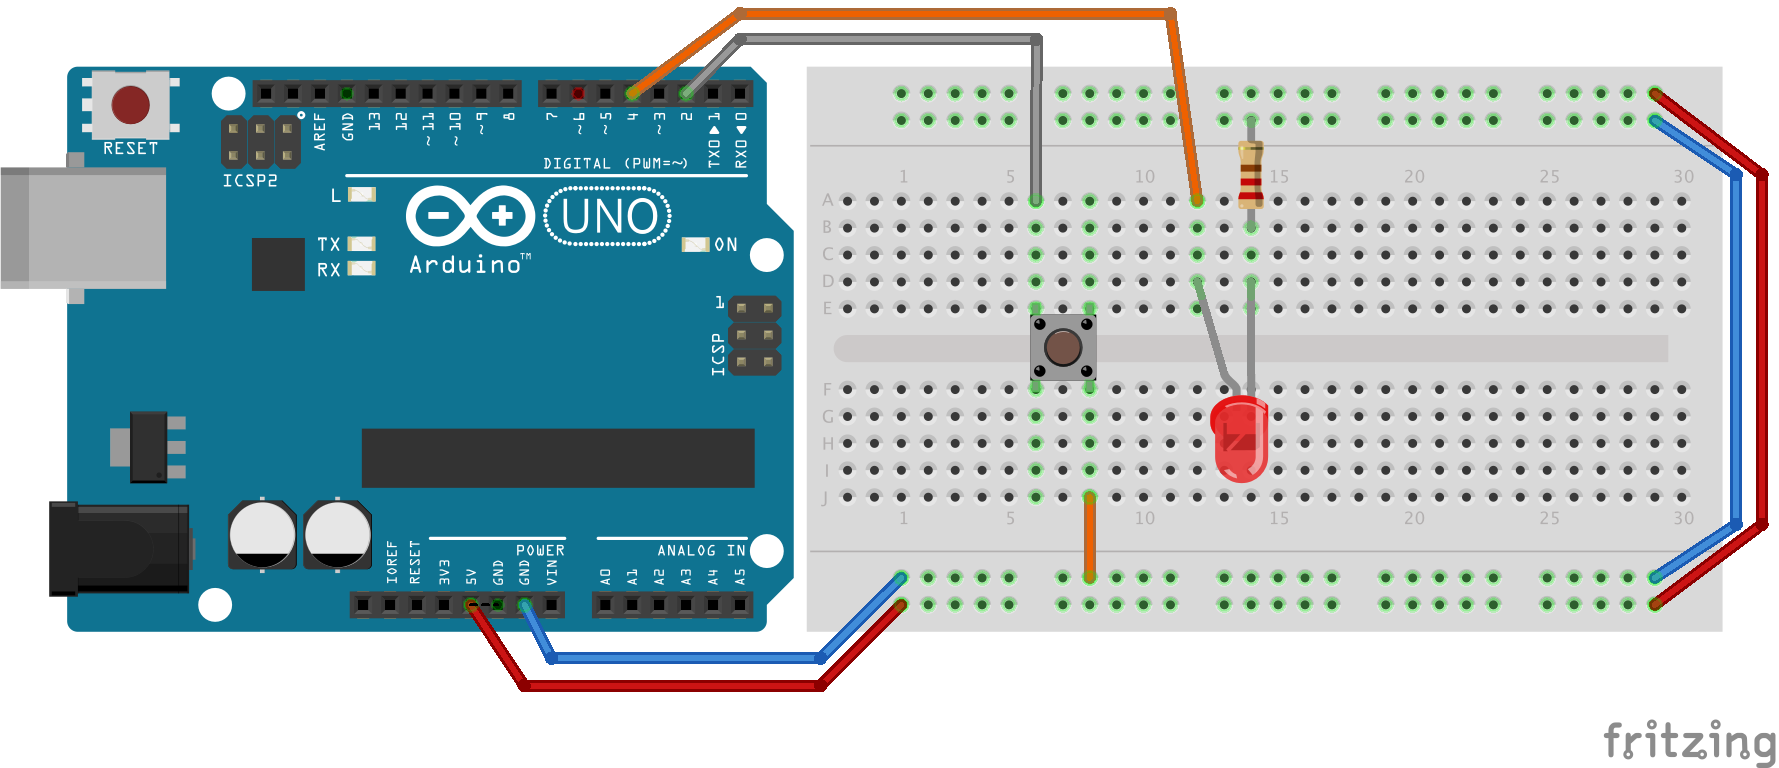 RESET
ICSP2
AREF
GND
13
12
~11
~10
~9
8
7
~6
~5
4
~3
2
TX0▶1
RX0◀0
DIGITAL (PWM=~)
L
TX
RX
UNO
ON
Arduino™
1
ICSP
IOREF
RESET
3V3
5V
GND
GND
VIN
POWER
ANALOG IN
A0
A1
A2
A3
A4
A5
1 5 10 15 20 25 30
A
B
C
D
E
F
G
H
I
J
1 5 10 15 20 25 30
fritzing